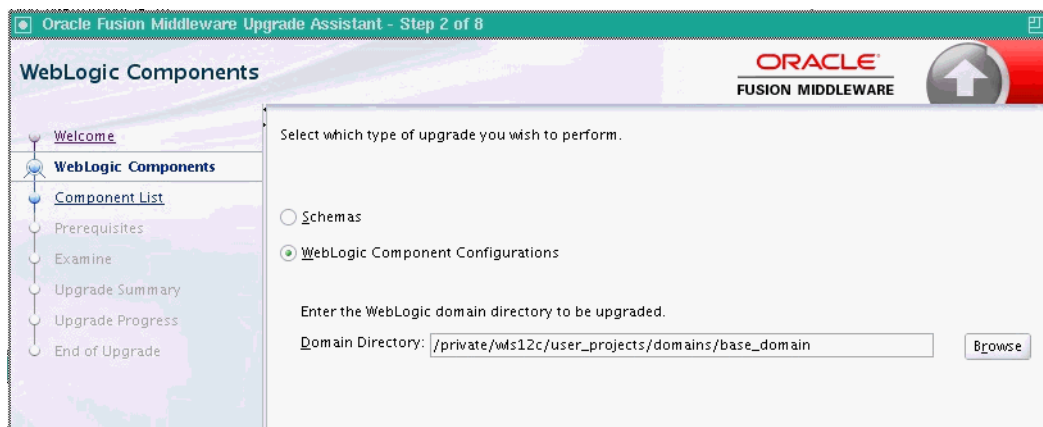 Oracle Fusion Middleware Upgrade Assistant - Step 2 of 8
WebLogic Components
ORACLE
FUSION MIDDLEWARE
Welcome
WebLogic Components
Component List
Prerequisites
Examine
Upgrade Summary
Upgrade Progress
End of Upgrade
Select which type of upgrade you wish to perform.
Schemas
WebLogic Component Configurations
Enter the WebLogic domain directory to be upgraded.
Domain Directory: /private/wls12c/user_projects/domains/base_domain Browse